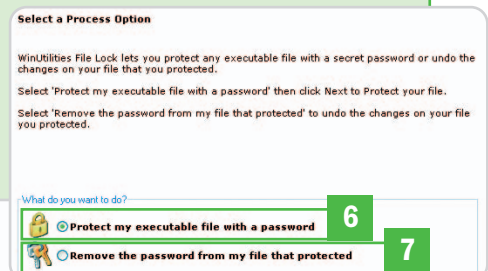 Select a Process Option
WinUtilities File Lock lets you protect any executable file with a secret password or undo the
changes on your file that you protected.
Select 'Protect my executable file with a password' then click Next to Protect your file.
Select 'Remove the password from my file that protected' to undo the changes on your file
you protected.
What do you want to do?
Protect my executable file with a password 6
Remove the password from my file that protected 7